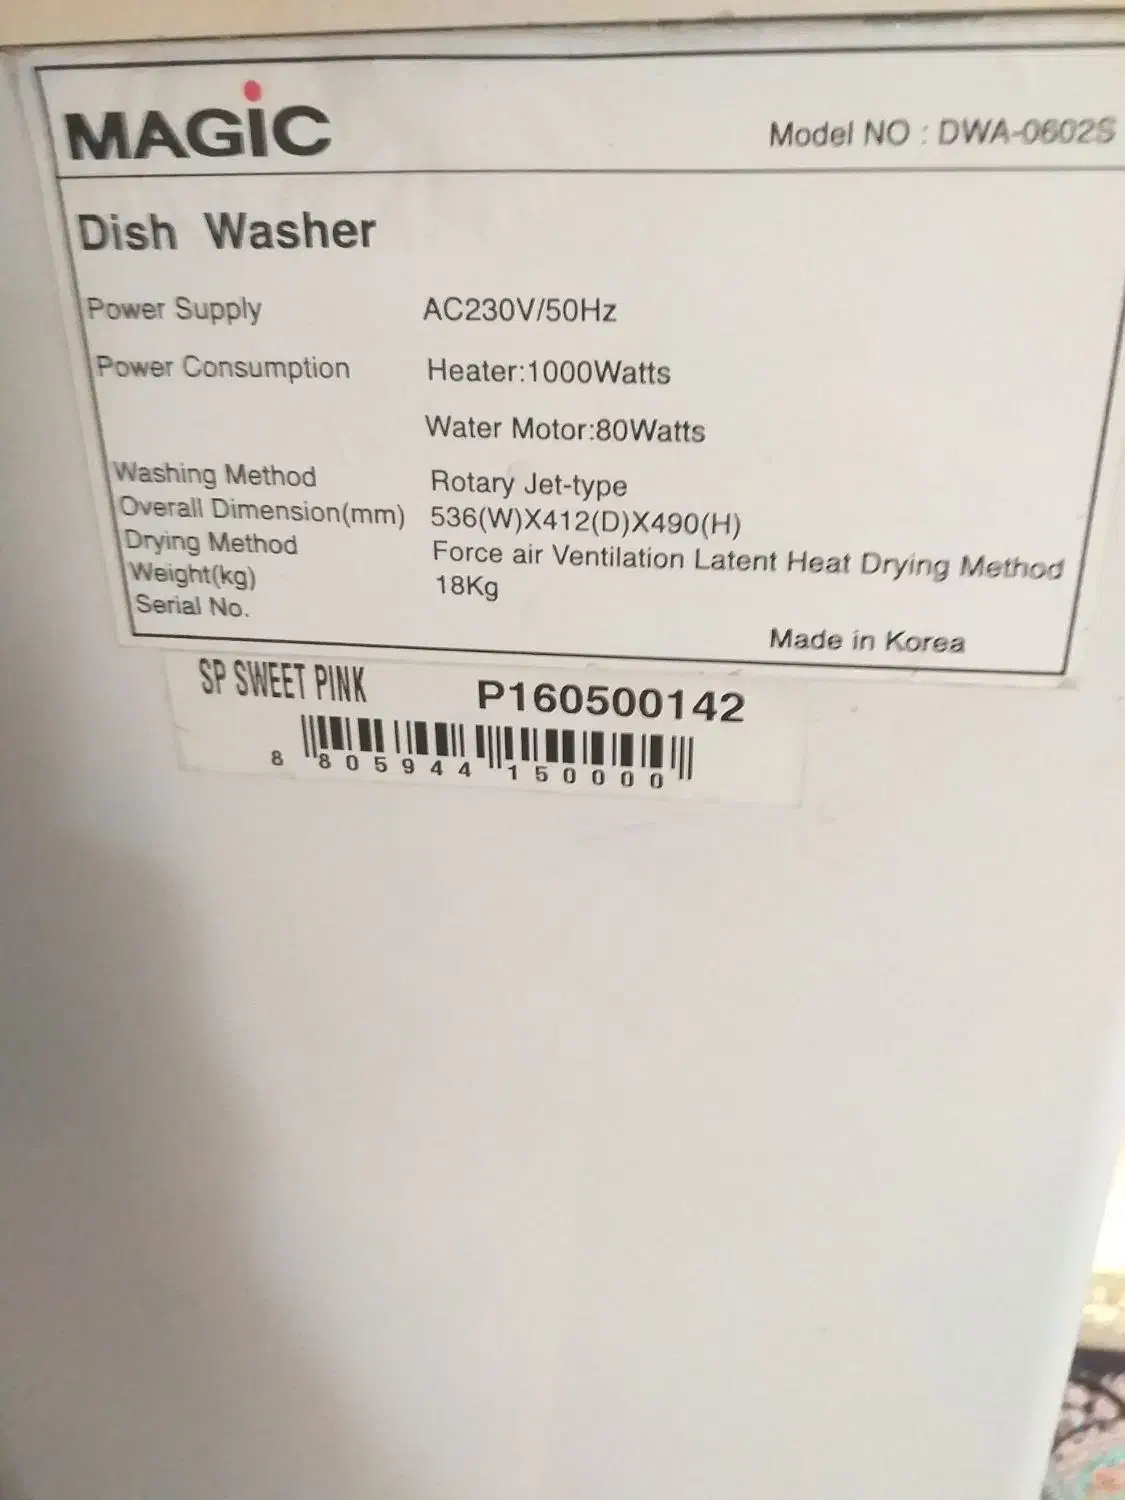 MAGIC
Model NO : DWA-0602S
Dish Washer
Power Supply AC230V/50Hz
Power Consumption Heater:1000Watts
Water Motor:80Watts
Washing Method Rotary Jet-type
Overall Dimension(mm) 536(W)X412(D)X490(H)
Drying Method Force air Ventilation Latent Heat Drying Method
Weight(kg) 18Kg
Serial No.
Made in Korea
SP SWEET PINK P160500142
8 805944 150000